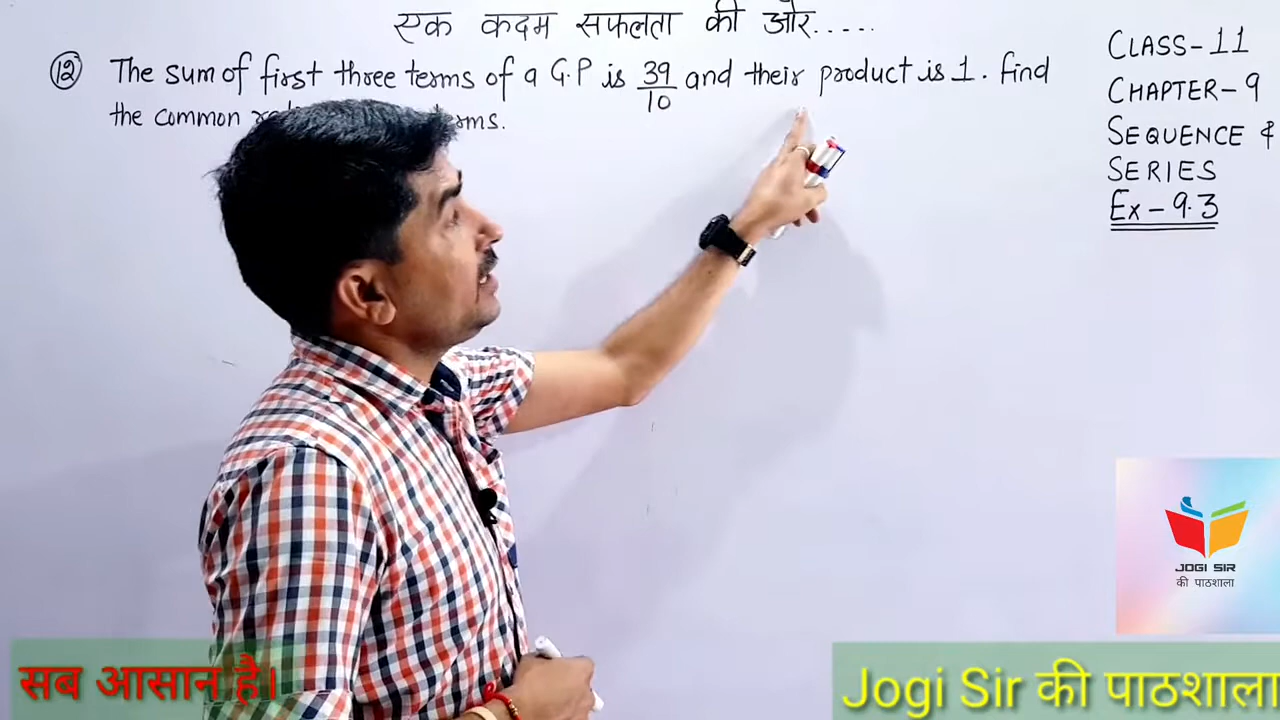 एक कदम सफलता की ओर.....
⑫ The sum of first three terms of a G.P is 39/10 and their product is 1. find
the common terms.
CLASS-11
CHAPTER-9
SEQUENCE &
SERIES
Ex-9.3
JOGI SIR
की पाठशाला
सब आसान है।
Jogi Sir की पाठशाला